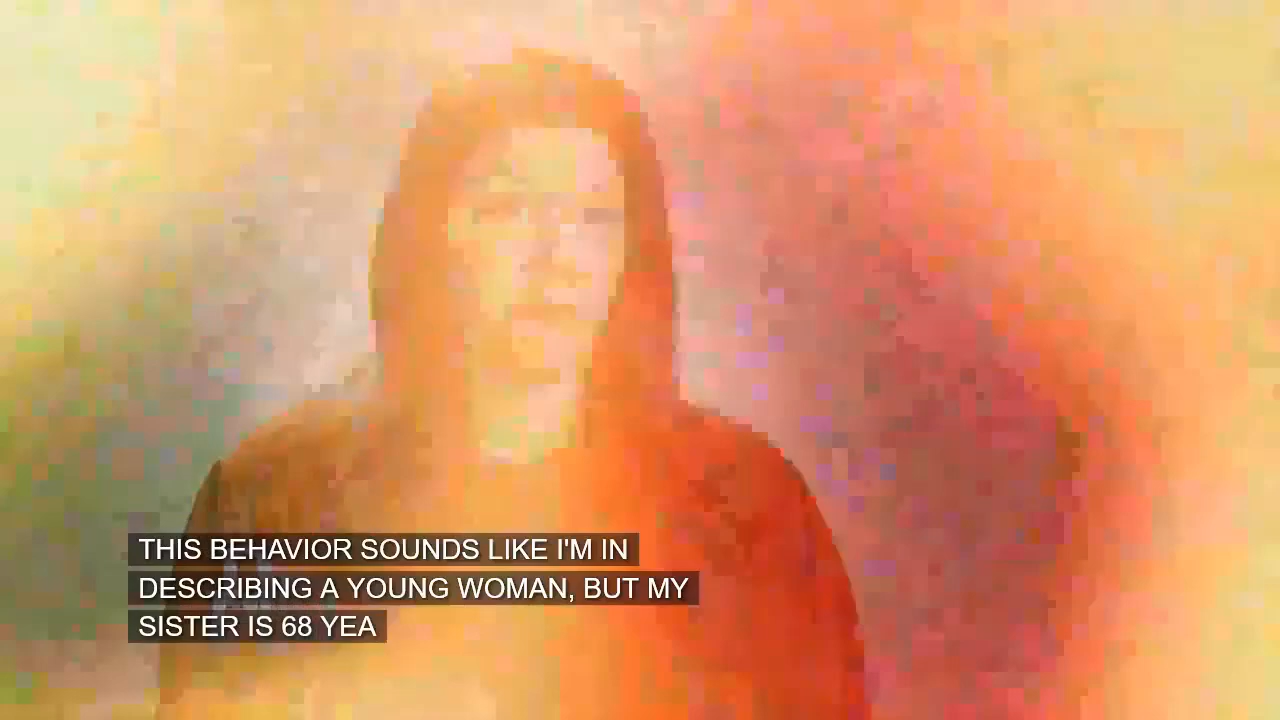 THIS BEHAVIOR SOUNDS LIKE I'M IN
DESCRIBING A YOUNG WOMAN, BUT MY
SISTER IS 68 YEA